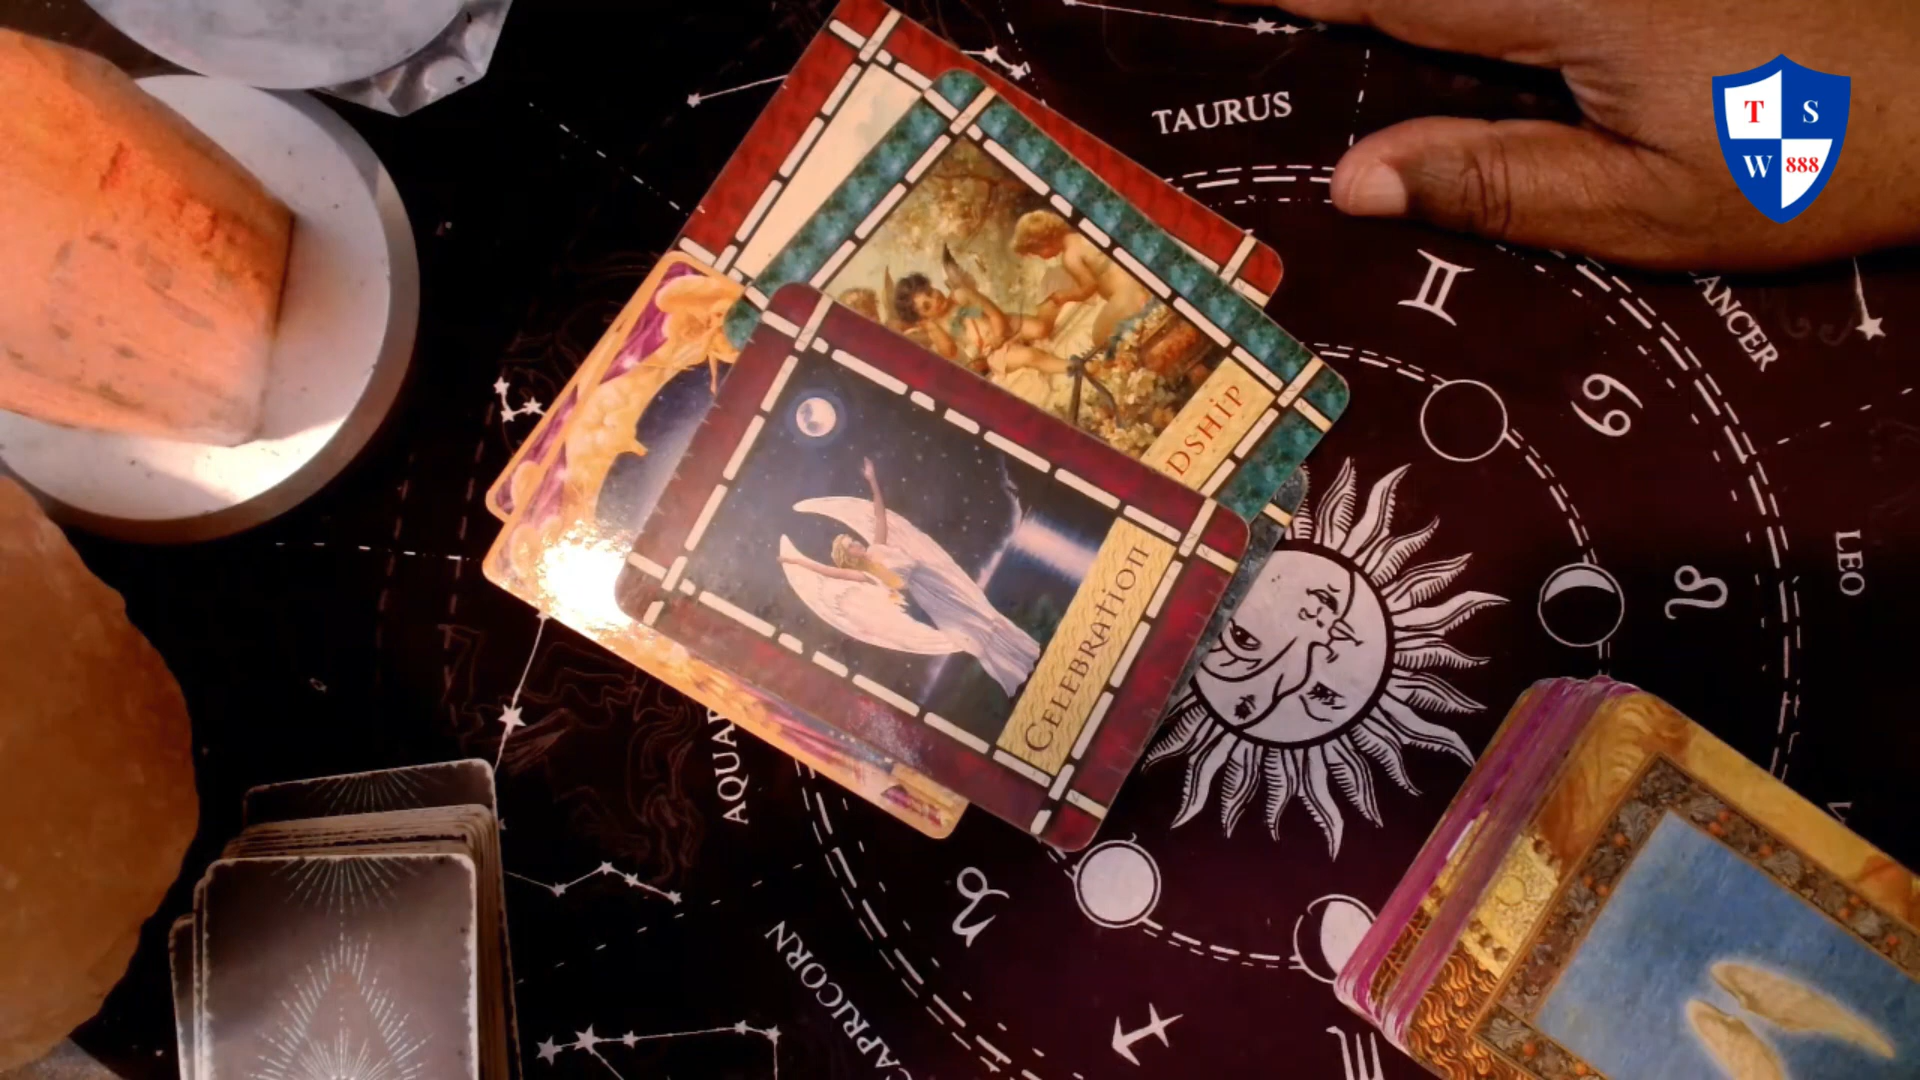 TAURUS
T S
W 888
ANCER
DSHIP
LEO
CELEBRATION
AQUA
CAPRICORN